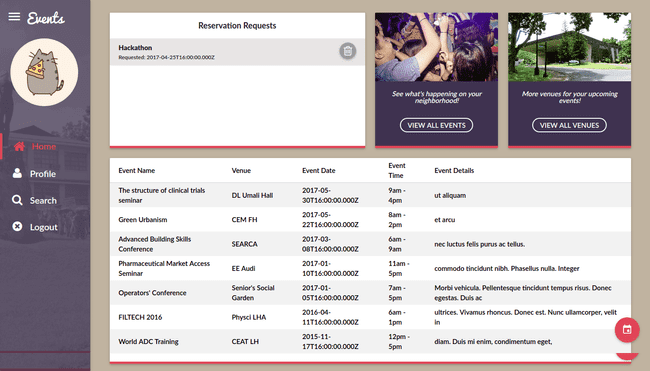 Events
Home
Profile
Search
Logout
Reservation Requests
Hackathon
Requested: 2017-04-25T16:00:00.000Z
See what's happening on your
neighborhood!
VIEW ALL EVENTS
More venues for your upcoming
events!
VIEW ALL VENUES
Event Name Venue Event Date Event Time Event Details
The structure of clinical trials seminar DL Umali Hall 2017-05-30T16:00:00.000Z 9am - 4pm ut aliquam
Green Urbanism CEM FH 2017-05-22T16:00:00.000Z 8am - 2pm et arcu
Advanced Building Skills Conference SEARCA 2017-03-08T16:00:00.000Z 6am - 9am nec luctus felis purus ac tellus.
Pharmaceutical Market Access Seminar EE Audi 2017-01-10T16:00:00.000Z 11am - 5pm commodo tincidunt nibh. Phasellus nulla. Integer
Operators' Conference Senior's Social Garden 2017-01-05T16:00:00.000Z 7am - 5pm Morbi vehicula. Pellentesque tincidunt tempus risus. Donec egestas. Duis ac
FILTECH 2016 Physci LHA 2016-04-11T16:00:00.000Z 6am - 1pm ultrices. Vivamus rhoncus. Donec est. Nunc ullamcorper, velit in
World ADC Training CEAT LH 2015-11-17T16:00:00.000Z 12pm - 5pm diam. Duis mi enim, condimentum eget,